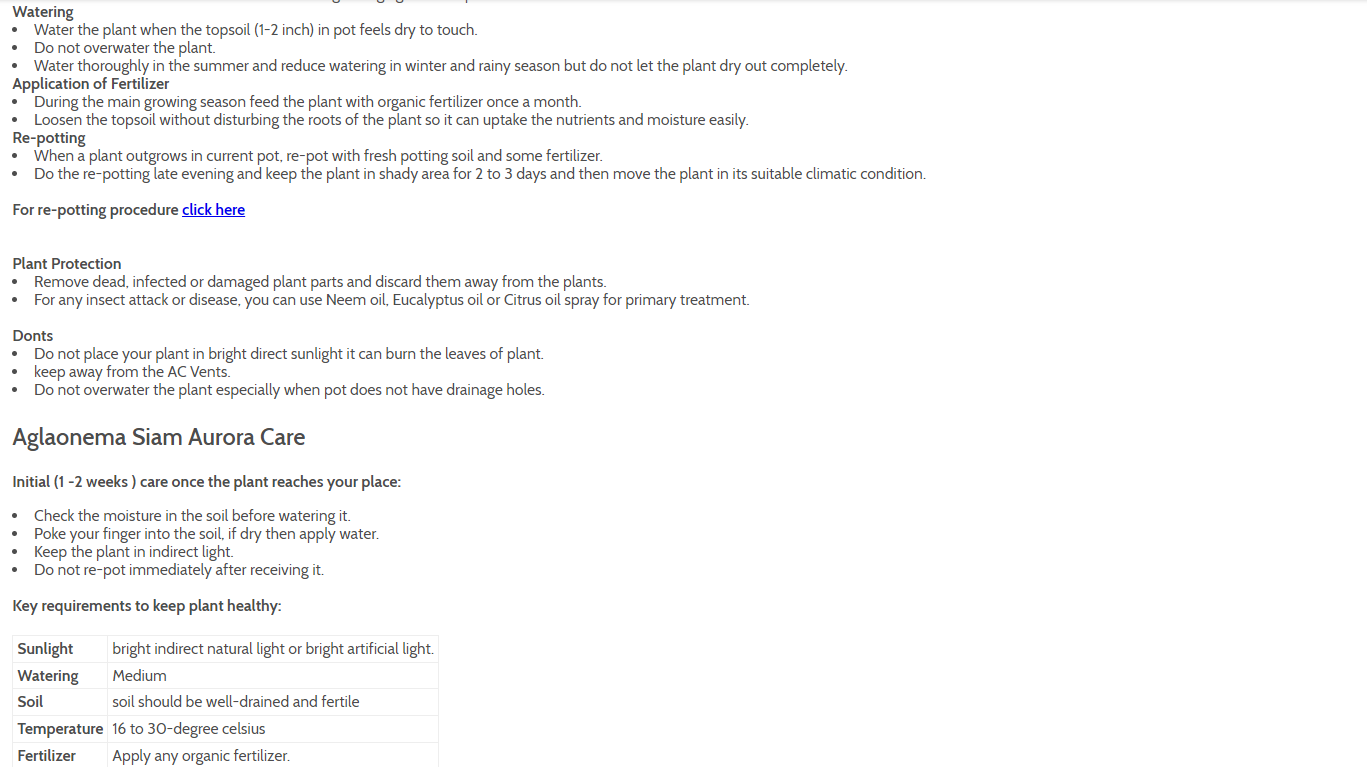 Watering
• Water the plant when the topsoil (1-2 inch) in pot feels dry to touch.
• Do not overwater the plant.
• Water thoroughly in the summer and reduce watering in winter and rainy season but do not let the plant dry out completely.
Application of Fertilizer
• During the main growing season feed the plant with organic fertilizer once a month.
• Loosen the topsoil without disturbing the roots of the plant so it can uptake the nutrients and moisture easily.
Re-potting
• When a plant outgrows in current pot, re-pot with fresh potting soil and some fertilizer.
• Do the re-potting late evening and keep the plant in shady area for 2 to 3 days and then move the plant in its suitable climatic condition.
For re-potting procedure click here
Plant Protection
• Remove dead, infected or damaged plant parts and discard them away from the plants.
• For any insect attack or disease, you can use Neem oil, Eucalyptus oil or Citrus oil spray for primary treatment.
Donts
• Do not place your plant in bright direct sunlight it can burn the leaves of plant.
• keep away from the AC Vents.
• Do not overwater the plant especially when pot does not have drainage holes.
Aglaonema Siam Aurora Care
Initial (1 -2 weeks ) care once the plant reaches your place:
• Check the moisture in the soil before watering it.
• Poke your finger into the soil, if dry then apply water.
• Keep the plant in indirect light.
• Do not re-pot immediately after receiving it.
Key requirements to keep plant healthy:
Sunlight bright indirect natural light or bright artificial light.
Watering Medium
Soil soil should be well-drained and fertile
Temperature 16 to 30-degree celsius
Fertilizer Apply any organic fertilizer.